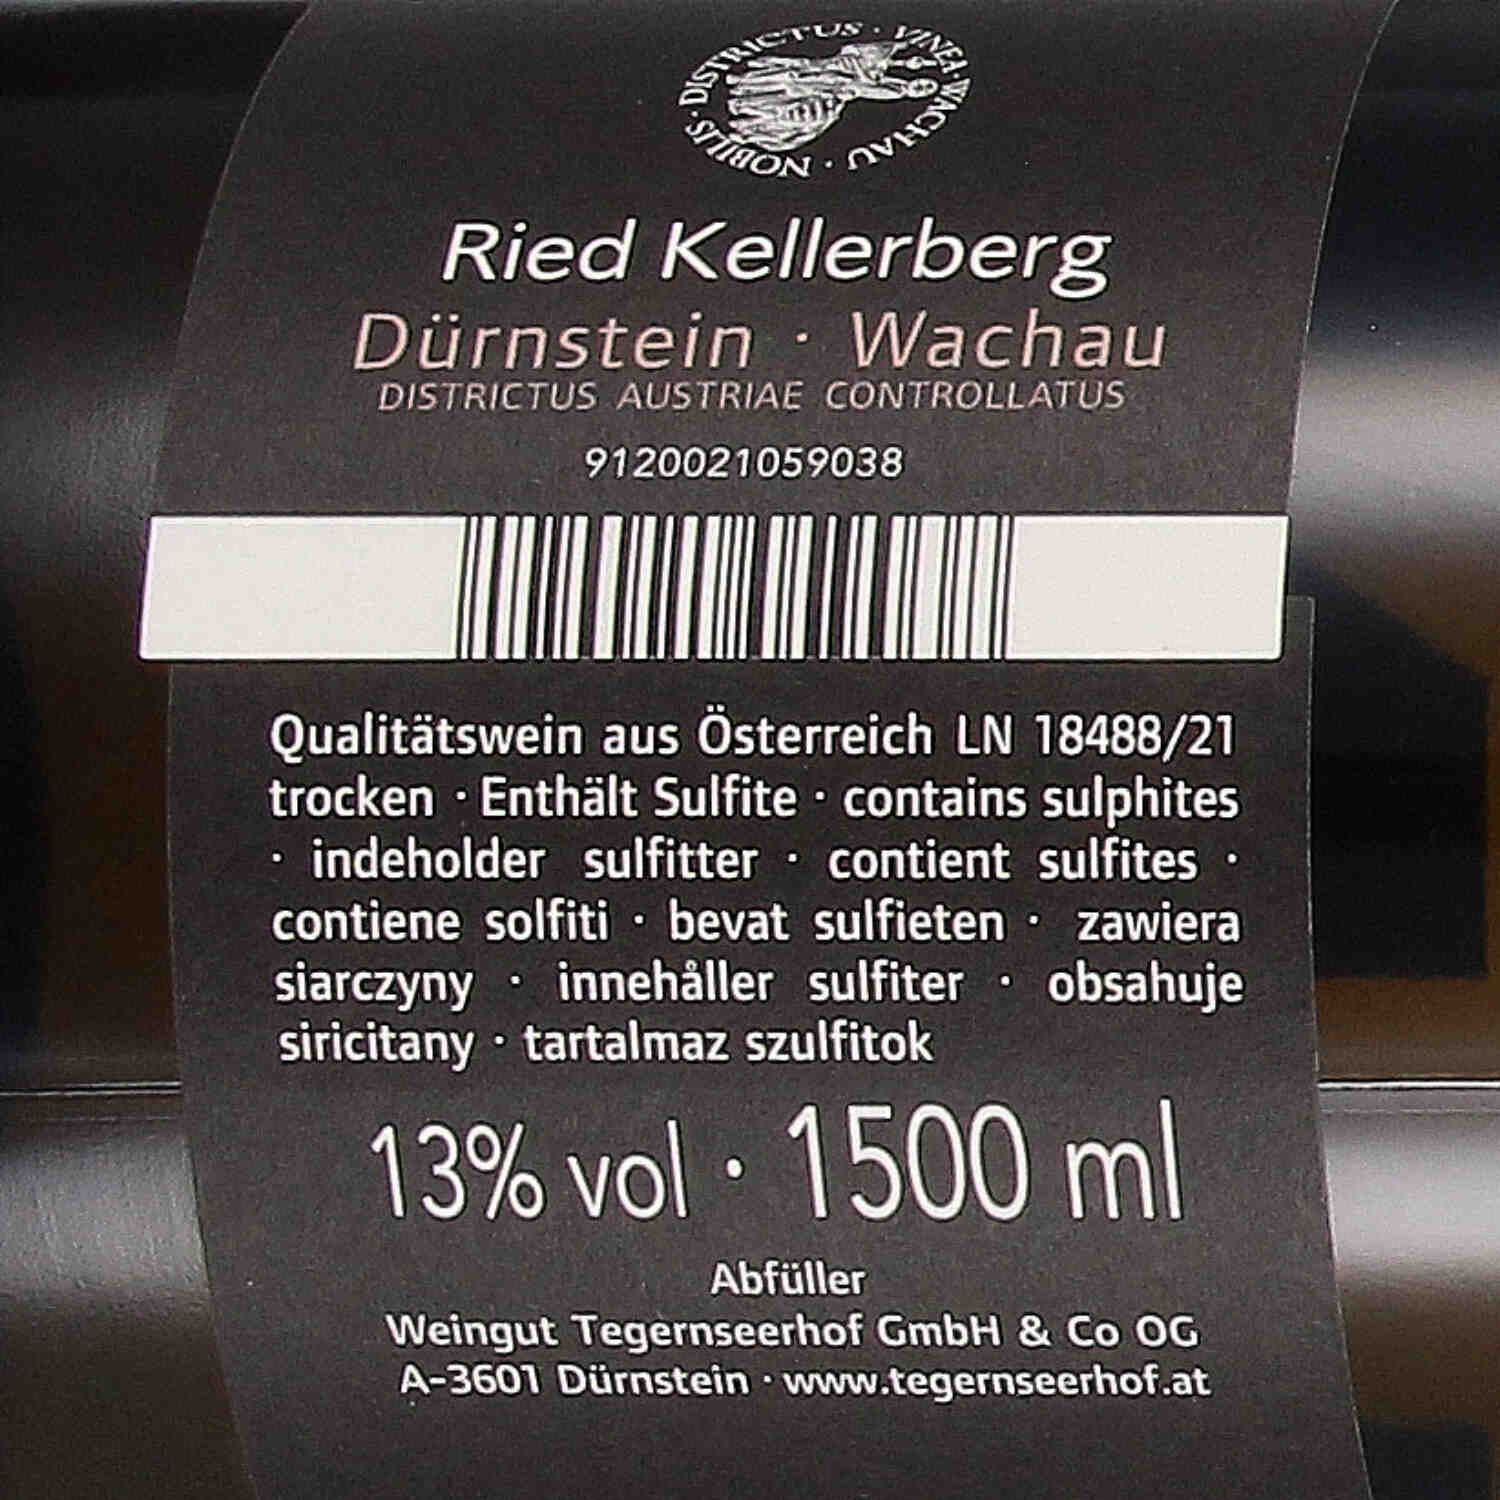 NOBILIS · DISTRICTUS · VINEA · WACHAU ·
Ried Kellerberg
Dürnstein · Wachau
DISTRICTUS AUSTRIAE CONTROLLATUS
9120021059038
Qualitätswein aus Österreich LN 18488/21
trocken · Enthält Sulfite · contains sulphites
· indeholder sulfitter · contient sulfites ·
contiene solfiti · bevat sulfieten · zawiera
siarczyny · innehåller sulfiter · obsahuje
siricitany · tartalmaz szulfitok
13% vol · 1500 ml
Abfüller
Weingut Tegernseerhof GmbH & Co OG
A-3601 Dürnstein · www.tegernseerhof.at